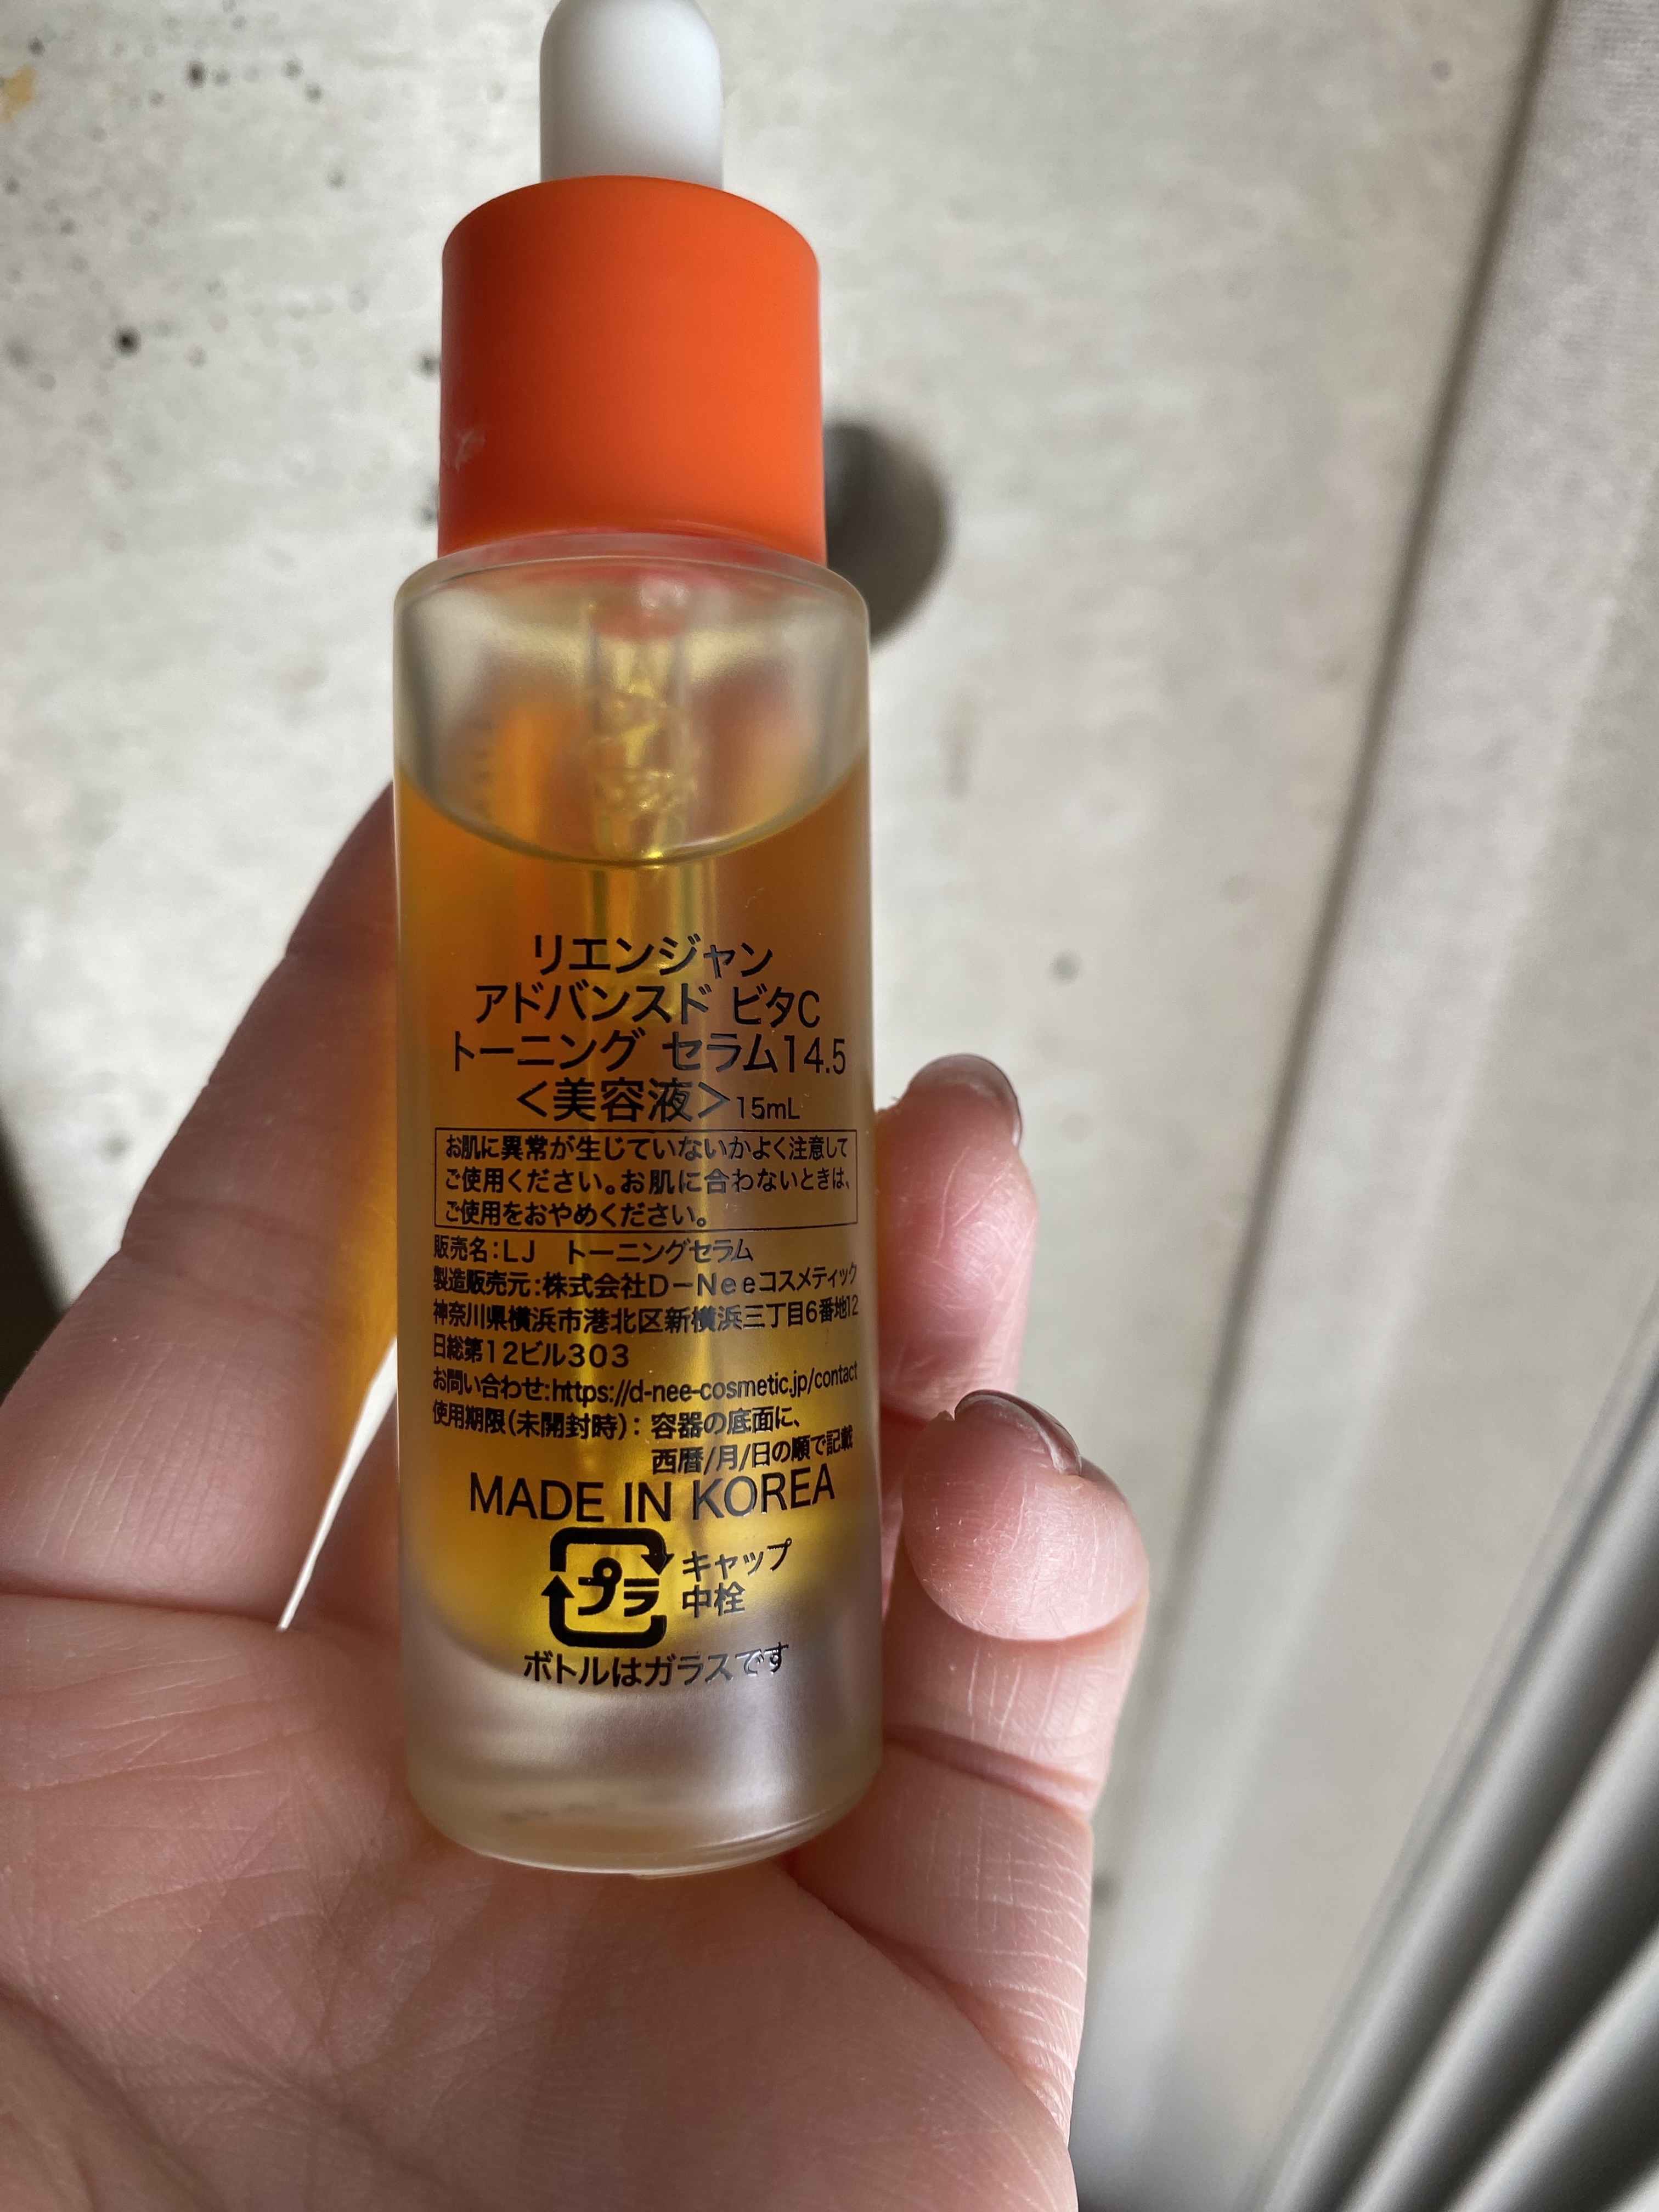 リエンジャン
アドバンスド ビタC
トーニング セラム14.5
＜美容液＞15mL
お肌に異常が生じていないかよく注意して
ご使用ください。お肌に合わないときは、
ご使用をおやめください。
販売名：LJ　トーニングセラム
製造販売元：株式会社D－Neeコスメティック
神奈川県横浜市港北区新横浜三丁目6番地12
日総第12ビル303
お問い合わせ：https://d-nee-cosmetic.jp/contact
使用期限（未開封時）：容器の底面に、
西暦/月/日の順で記載
MADE IN KOREA
プラ キャップ
中栓
ボトルはガラスです